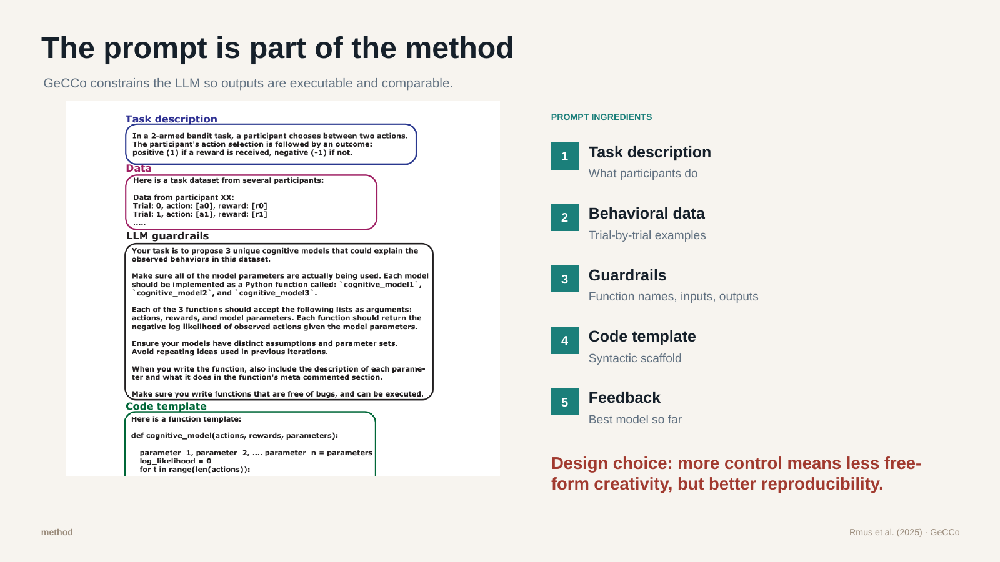 The prompt is part of the method
GeCCo constrains the LLM so outputs are executable and comparable.
Task description
In a 2-armed bandit task, a participant chooses between two actions.
The participant's action selection is followed by an outcome:
positive (1) if a reward is received, negative (-1) if not.
Data
Here is a task dataset from several participants:
Data from participant XX:
Trial: 0, action: [a0], reward: [r0]
Trial: 1, action: [a1], reward: [r1]
.....
LLM guardrails
Your task is to propose 3 unique cognitive models that could explain the
observed behaviors in this dataset.
Make sure all of the model parameters are actually being used. Each model
should be implemented as a Python function called: `cognitive_model1`,
`cognitive_model2`, and `cognitive_model3`.
Each of the 3 functions should accept the following lists as arguments:
actions, rewards, and model parameters. Each function should return the
negative log likelihood of observed actions given the model parameters.
Ensure your models have distinct assumptions and parameter sets.
Avoid repeating ideas used in previous iterations.
When you write the function, also include the description of each parame-
ter and what it does in the function's meta commented section.
Make sure you write functions that are free of bugs, and can be executed.
Code template
Here is a function template:
def cognitive_model(actions, rewards, parameters):
parameter_1, parameter_2, .... parameter_n = parameters
log_likelihood = 0
for t in range(len(actions)):
PROMPT INGREDIENTS
1
Task description
What participants do
2
Behavioral data
Trial-by-trial examples
3
Guardrails
Function names, inputs, outputs
4
Code template
Syntactic scaffold
5
Feedback
Best model so far
Design choice: more control means less free-
form creativity, but better reproducibility.
method
Rmus et al. (2025) · GeCCo